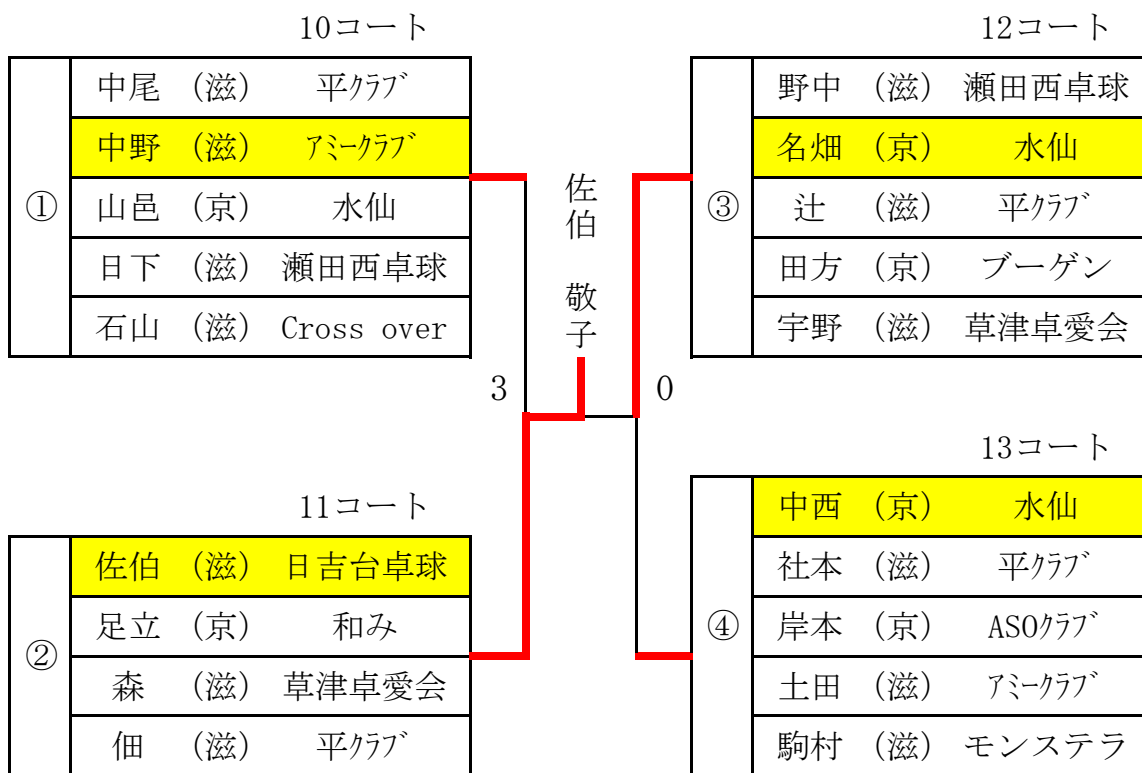 10コート
① 中尾 (滋) 平ｸﾗﾌﾞ
中野 (滋) ｱﾐｰｸﾗﾌﾞ
山邑 (京) 水仙
日下 (滋) 瀬田西卓球
石山 (滋) Cross over
11コート
② 佐伯 (滋) 日吉台卓球
足立 (京) 和み
森 (滋) 草津卓愛会
佃 (滋) 平ｸﾗﾌﾞ
佐伯 敬子
3
0
12コート
③ 野中 (滋) 瀬田西卓球
名畑 (京) 水仙
辻 (滋) 平ｸﾗﾌﾞ
田方 (京) ブーゲン
宇野 (滋) 草津卓愛会
13コート
④ 中西 (京) 水仙
社本 (滋) 平ｸﾗﾌﾞ
岸本 (京) ASOｸﾗﾌﾞ
土田 (滋) ｱﾐｰｸﾗﾌﾞ
駒村 (滋) モンステラ